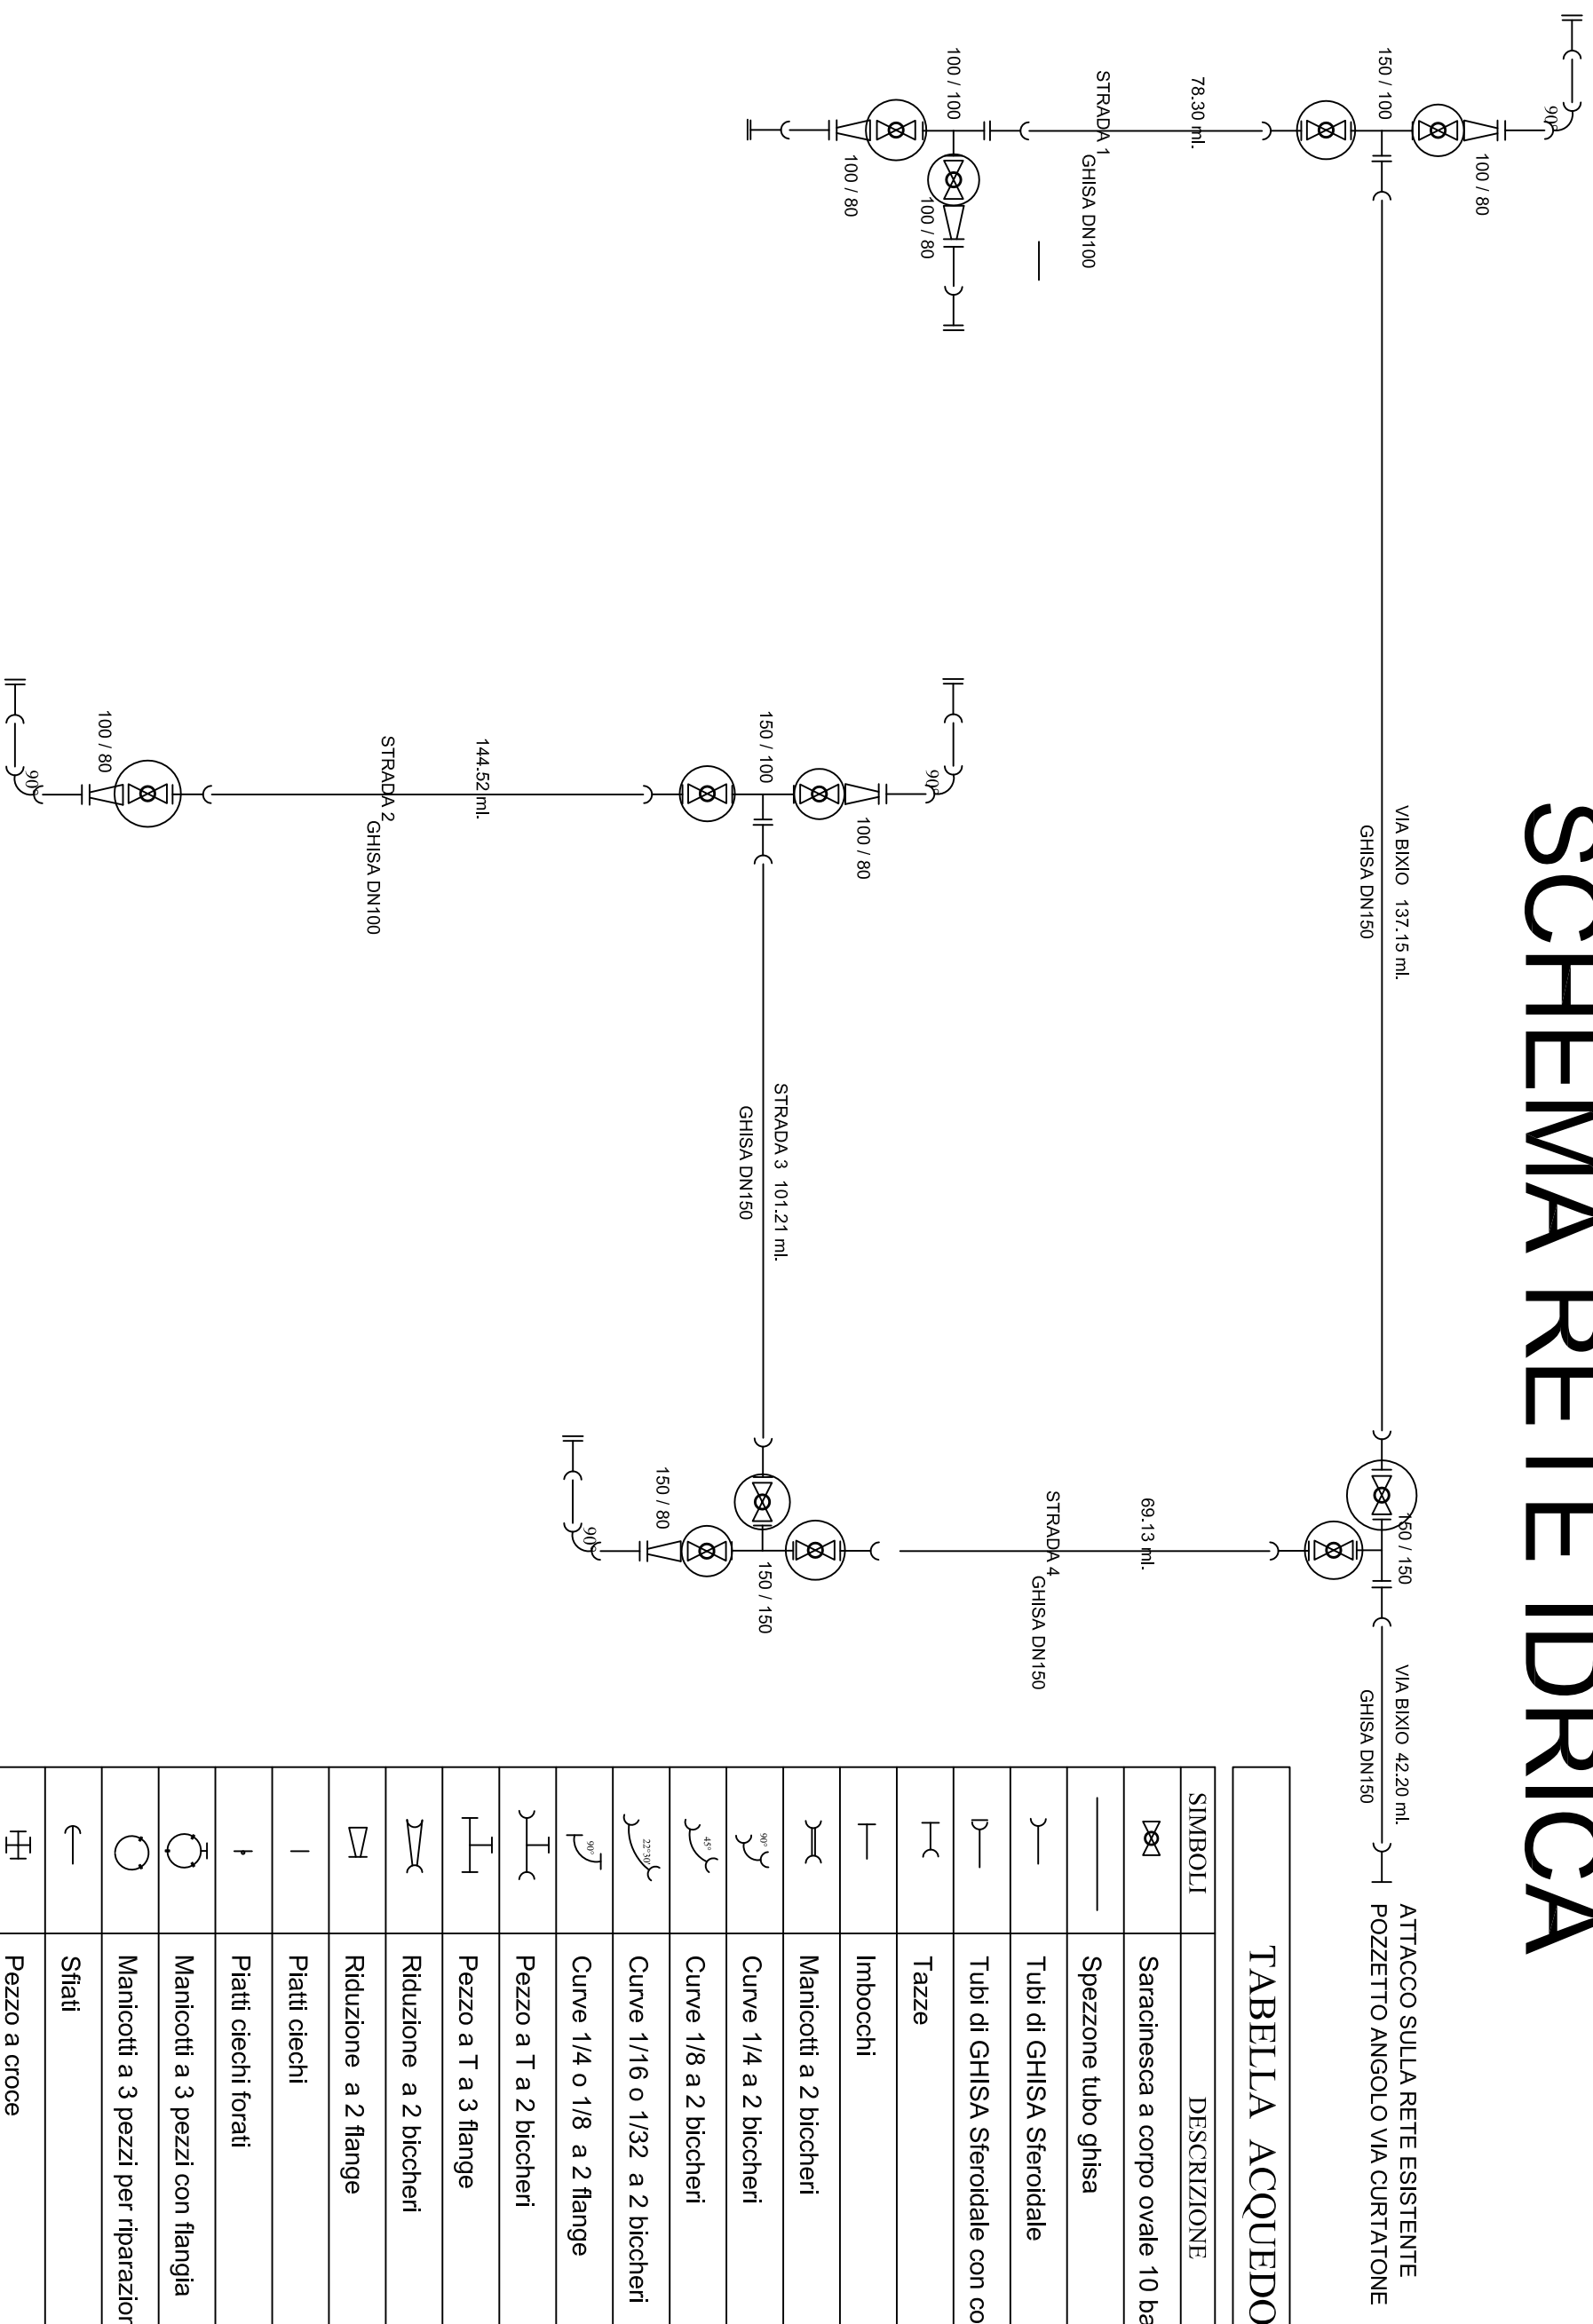 SCHEMA RETE IDRICA
ATTACCO SULLA RETE ESISTENTE
POZZETTO ANGOLO VIA CURTATONE
90°
100 / 80
150 / 100
78.30 ml.
STRADA 1
GHISA DN100
100 / 100
100 / 80
100 / 80
VIA BIXIO 137.15 ml.
GHISA DN150
150 / 150
VIA BIXIO 42.20 ml.
GHISA DN150
69.13 ml.
STRADA 4
GHISA DN150
90°
100 / 80
150 / 100
STRADA 3 101.21 ml.
GHISA DN150
150 / 150
150 / 80
90°
144.52 ml.
STRADA 2
GHISA DN100
100 / 80
90°
TABELLA ACQUEDO
SIMBOLI DESCRIZIONE
Saracinesca a corpo ovale 10 ba
Spezzone tubo ghisa
Tubi di GHISA Sferoidale
Tubi di GHISA Sferoidale con co
Tazze
Imbocchi
Manicotti a 2 biccheri
90° Curve 1/4 a 2 biccheri
45° Curve 1/8 a 2 biccheri
22°30' Curve 1/16 o 1/32 a 2 biccheri
90° Curve 1/4 o 1/8 a 2 flange
Pezzo a T a 2 biccheri
Pezzo a T a 3 flange
Riduzione a 2 biccheri
Riduzione a 2 flange
Piatti ciechi
Piatti ciechi forati
Manicotti a 3 pezzi con flangia
Manicotti a 3 pezzi per riparazion
Sfiati
Pezzo a croce